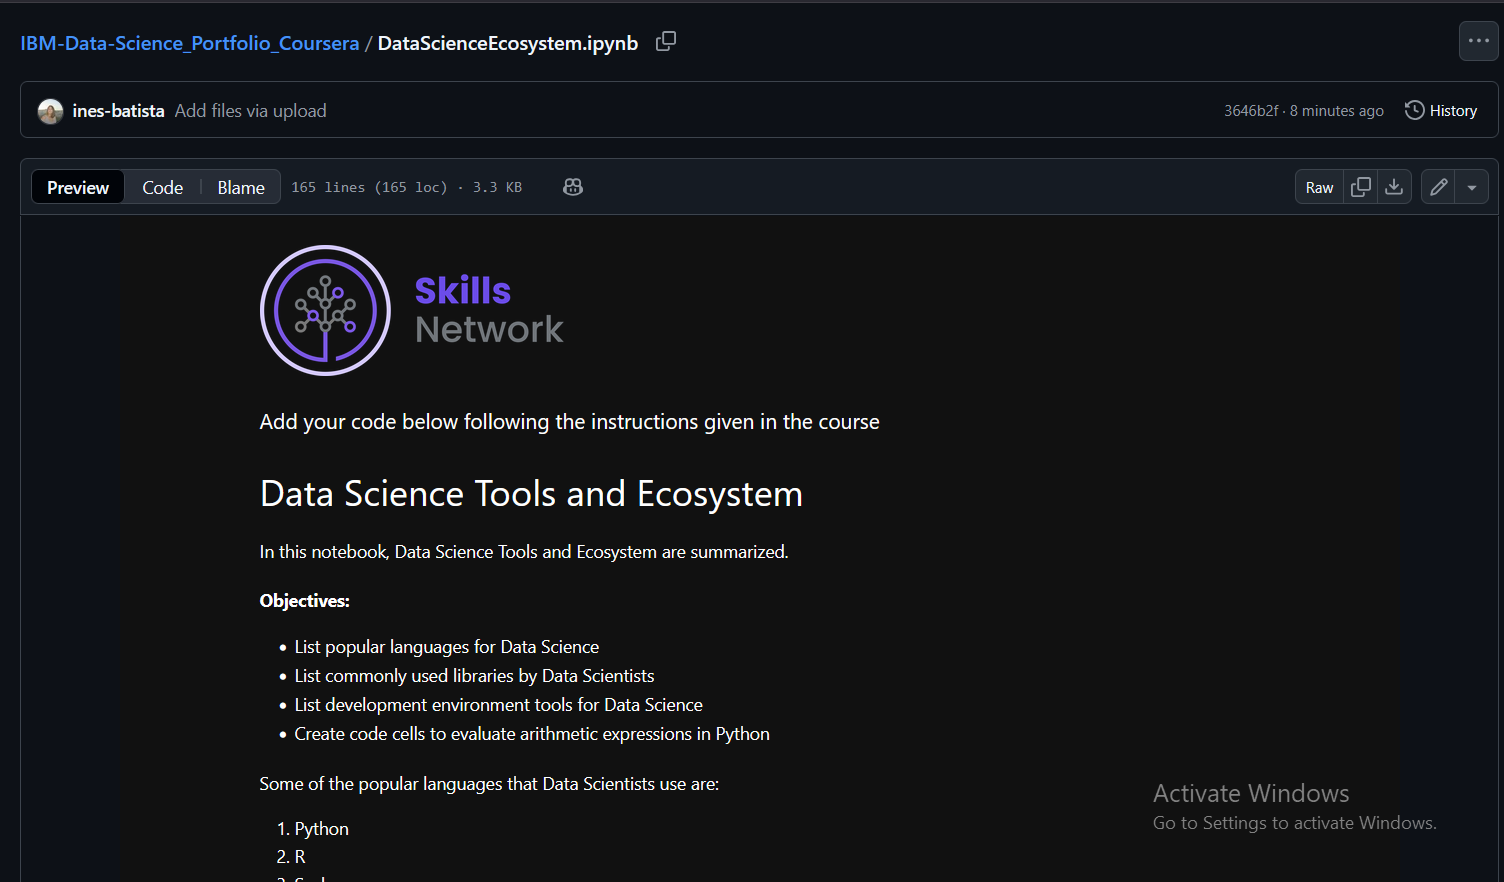 IBM-Data-Science_Portfolio_Coursera / DataScienceEcosystem.ipynb
ines-batista Add files via upload 3646b2f · 8 minutes ago History
Preview Code Blame 165 lines (165 loc) · 3.3 KB Raw
Skills
Network
Add your code below following the instructions given in the course
Data Science Tools and Ecosystem
In this notebook, Data Science Tools and Ecosystem are summarized.
Objectives:
• List popular languages for Data Science
• List commonly used libraries by Data Scientists
• List development environment tools for Data Science
• Create code cells to evaluate arithmetic expressions in Python
Some of the popular languages that Data Scientists use are:
Activate Windows
Go to Settings to activate Windows.
1. Python
2. R